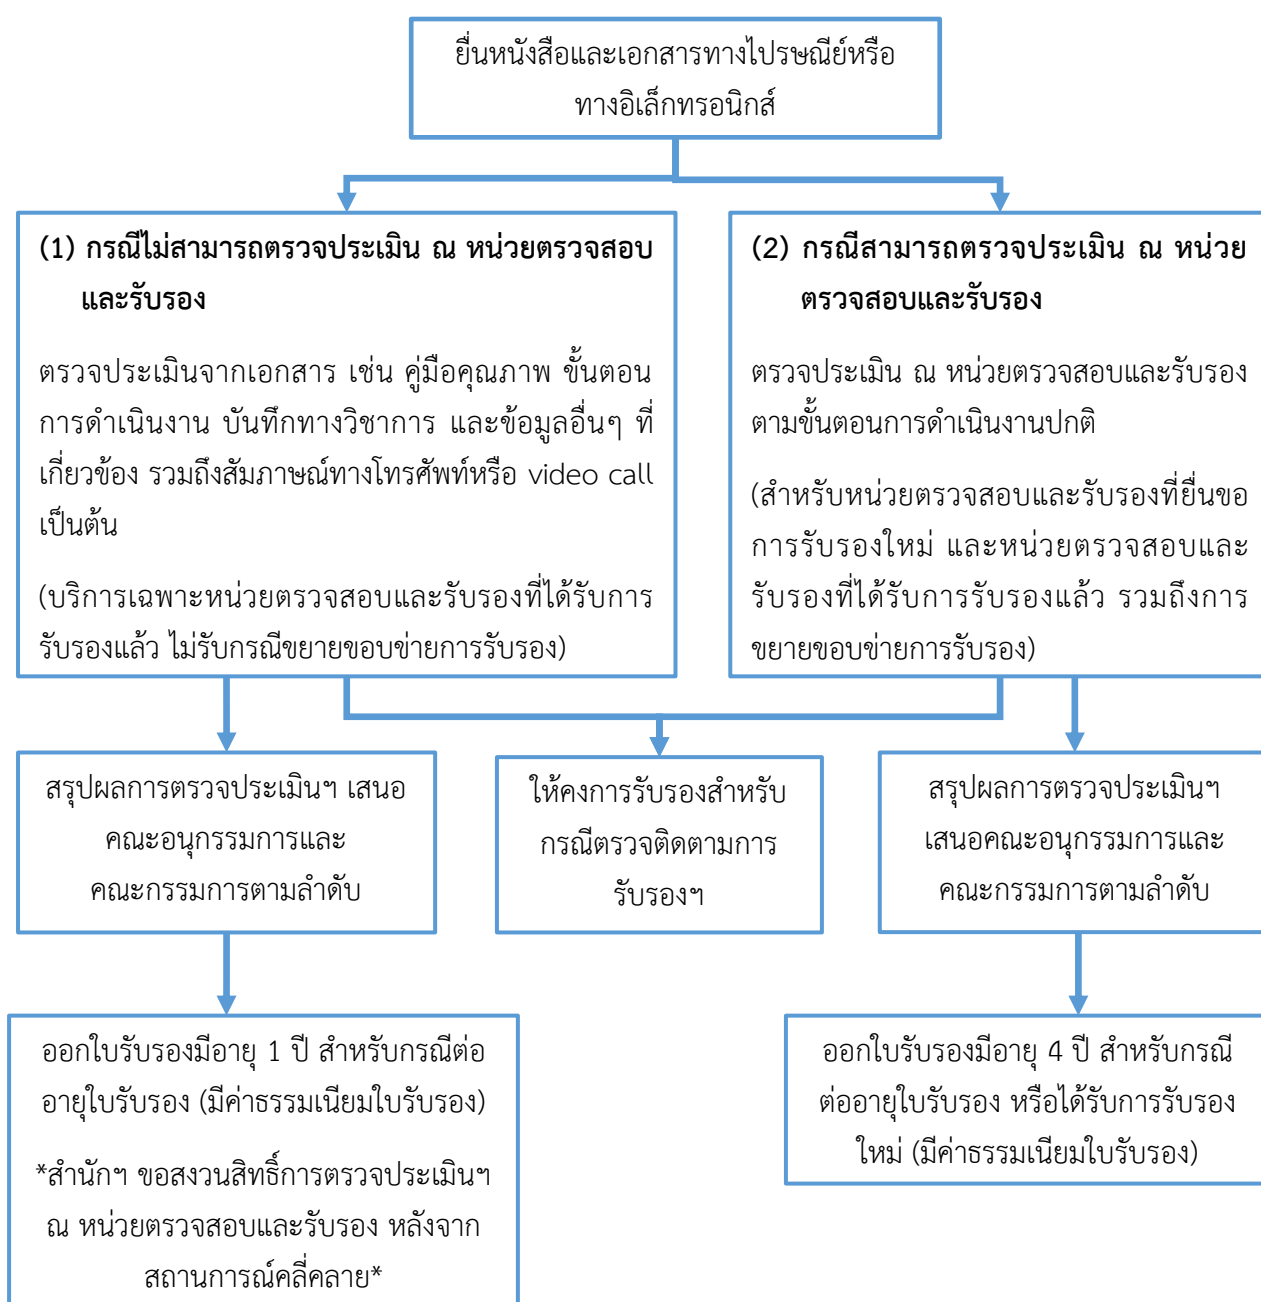 ยื่นหนังสือและเอกสารทางไปรษณีย์หรือ
ทางอิเล็กทรอนิกส์
(1) กรณีไม่สามารถตรวจประเมิน ณ หน่วยตรวจสอบ
และรับรอง
ตรวจประเมินจากเอกสาร เช่น คู่มือคุณภาพ ขั้นตอน
การดำเนินงาน บันทึกทางวิชาการ และข้อมูลอื่นๆ ที่
เกี่ยวข้อง รวมถึงสัมภาษณ์ทางโทรศัพท์หรือ video call
เป็นต้น
(บริการเฉพาะหน่วยตรวจสอบและรับรองที่ได้รับการ
รับรองแล้ว ไม่รับกรณีขยายขอบข่ายการรับรอง)
(2) กรณีสามารถตรวจประเมิน ณ หน่วย
ตรวจสอบและรับรอง
ตรวจประเมิน ณ หน่วยตรวจสอบและรับรอง
ตามขั้นตอนการดำเนินงานปกติ
(สำหรับหน่วยตรวจสอบและรับรองที่ยื่นขอ
การรับรองใหม่ และหน่วยตรวจสอบและ
รับรองที่ได้รับการรับรองแล้ว รวมถึงการ
ขยายขอบข่ายการรับรอง)
สรุปผลการตรวจประเมินฯ เสนอ
คณะอนุกรรมการและ
คณะกรรมการตามลำดับ
ให้คงการรับรองสำหรับ
กรณีตรวจติดตามการ
รับรองฯ
สรุปผลการตรวจประเมินฯ
เสนอคณะอนุกรรมการและ
คณะกรรมการตามลำดับ
ออกใบรับรองมีอายุ 1 ปี สำหรับกรณีต่อ
อายุใบรับรอง (มีค่าธรรมเนียมใบรับรอง)
*สำนักฯ ขอสงวนสิทธิ์การตรวจประเมินฯ
ณ หน่วยตรวจสอบและรับรอง หลังจาก
สถานการณ์คลี่คลาย*
ออกใบรับรองมีอายุ 4 ปี สำหรับกรณี
ต่ออายุใบรับรอง หรือได้รับการรับรอง
ใหม่ (มีค่าธรรมเนียมใบรับรอง)